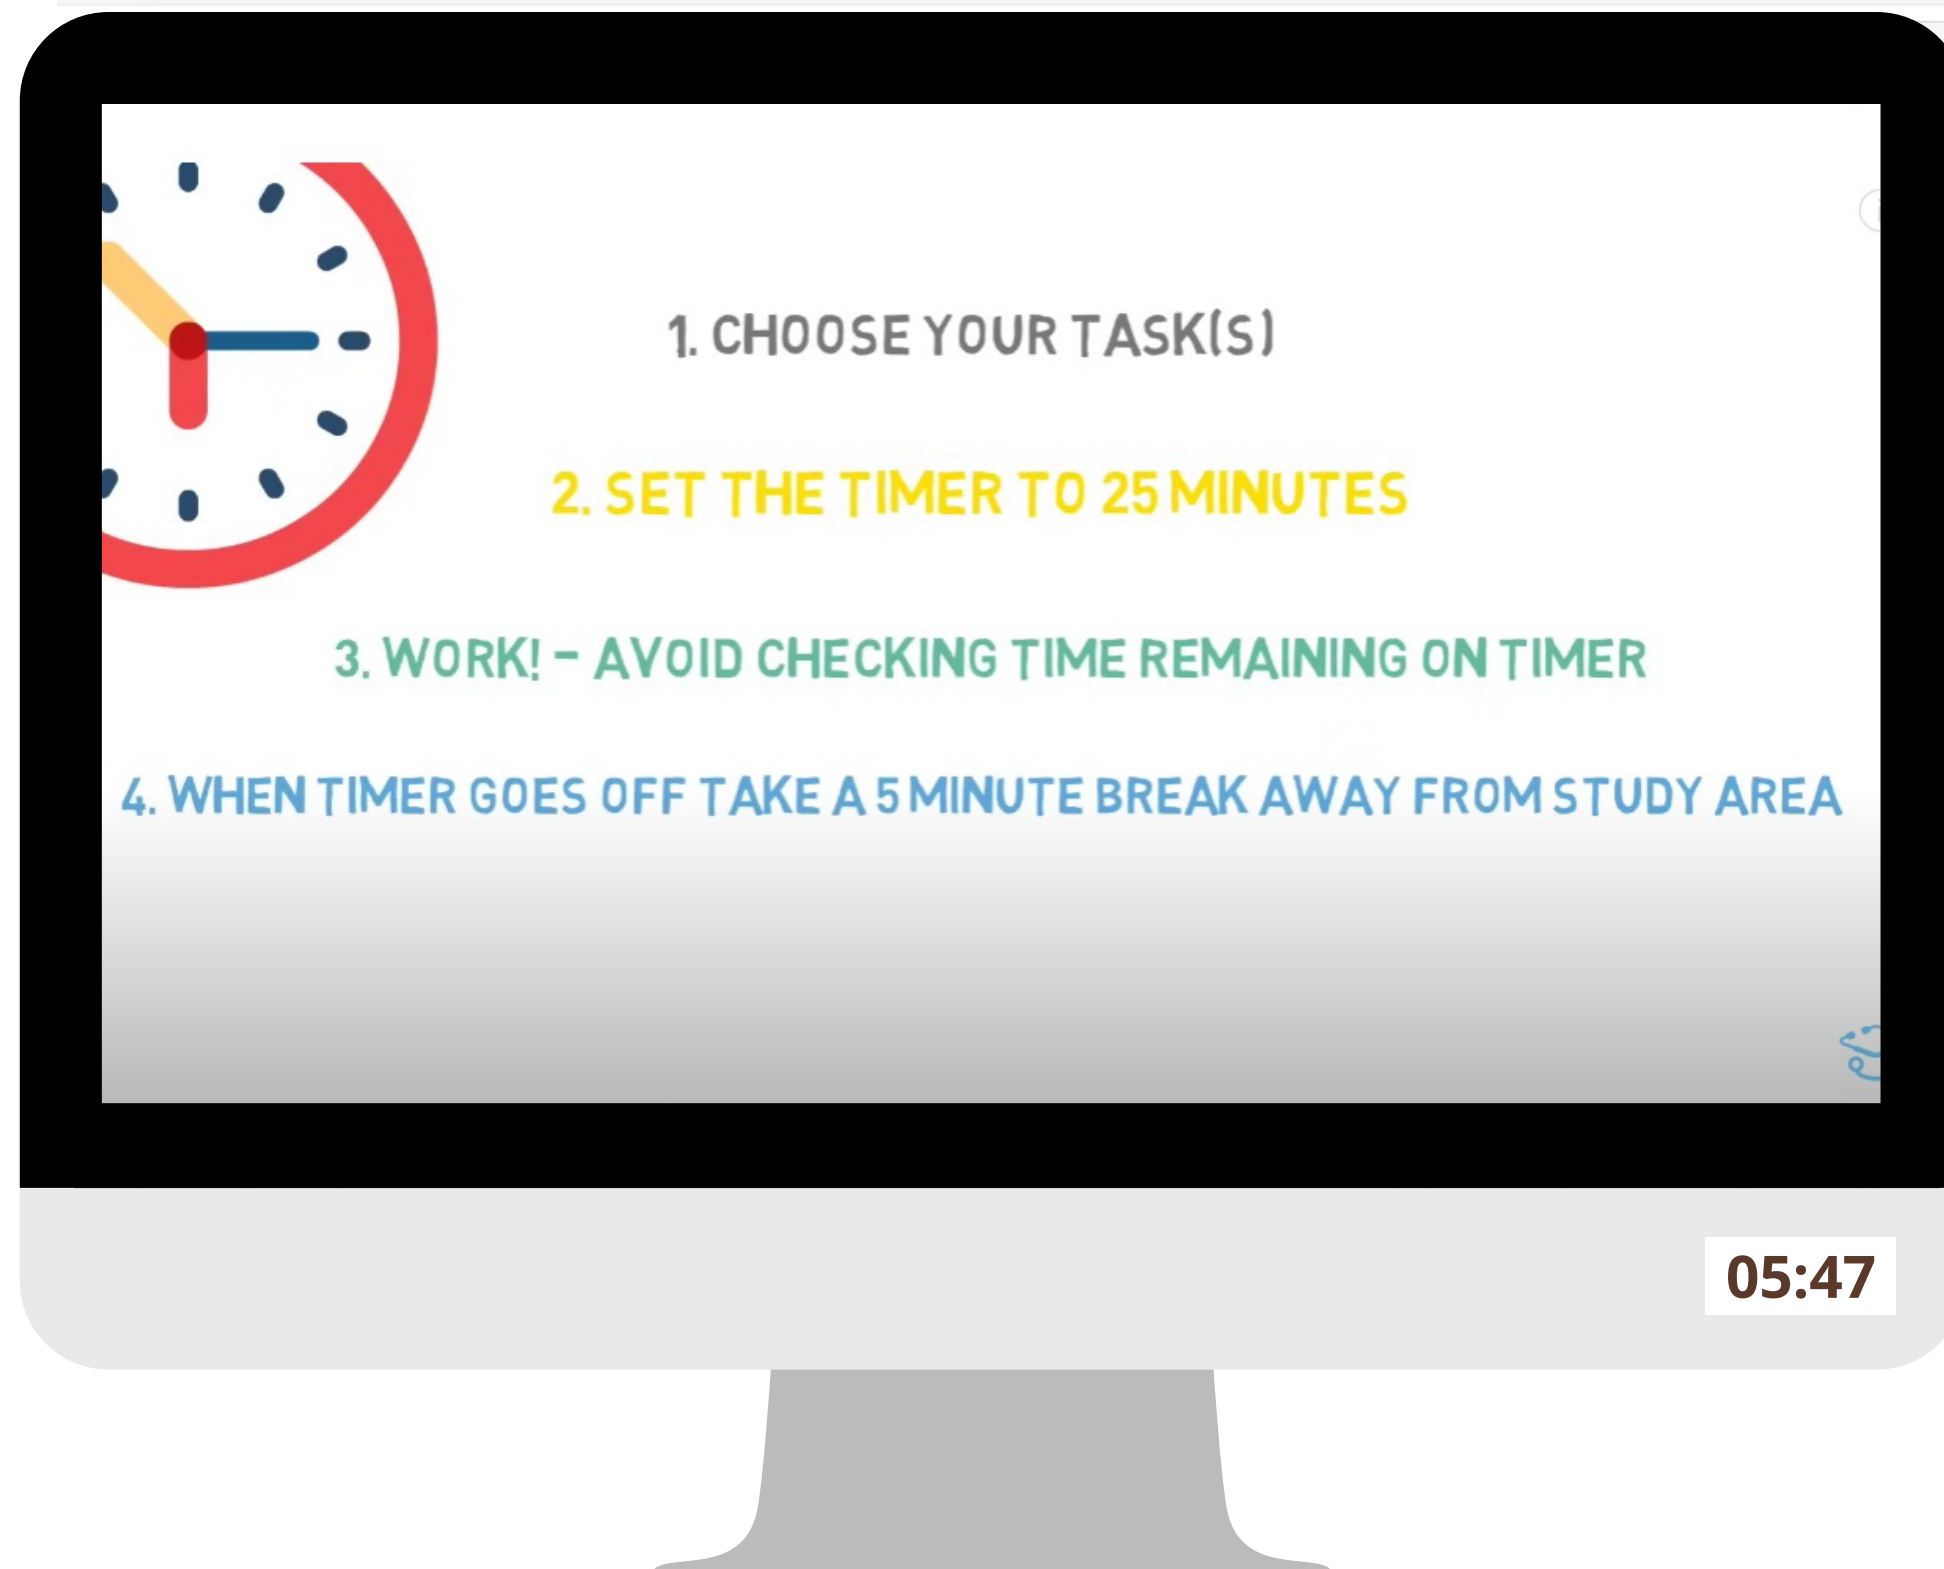 1. CHOOSE YOUR TASK(S)
2. SET THE TIMER TO 25 MINUTES
3. WORK! - AVOID CHECKING TIME REMAINING ON TIMER
4. WHEN TIMER GOES OFF TAKE A 5 MINUTE BREAK AWAY FROM STUDY AREA
05:47